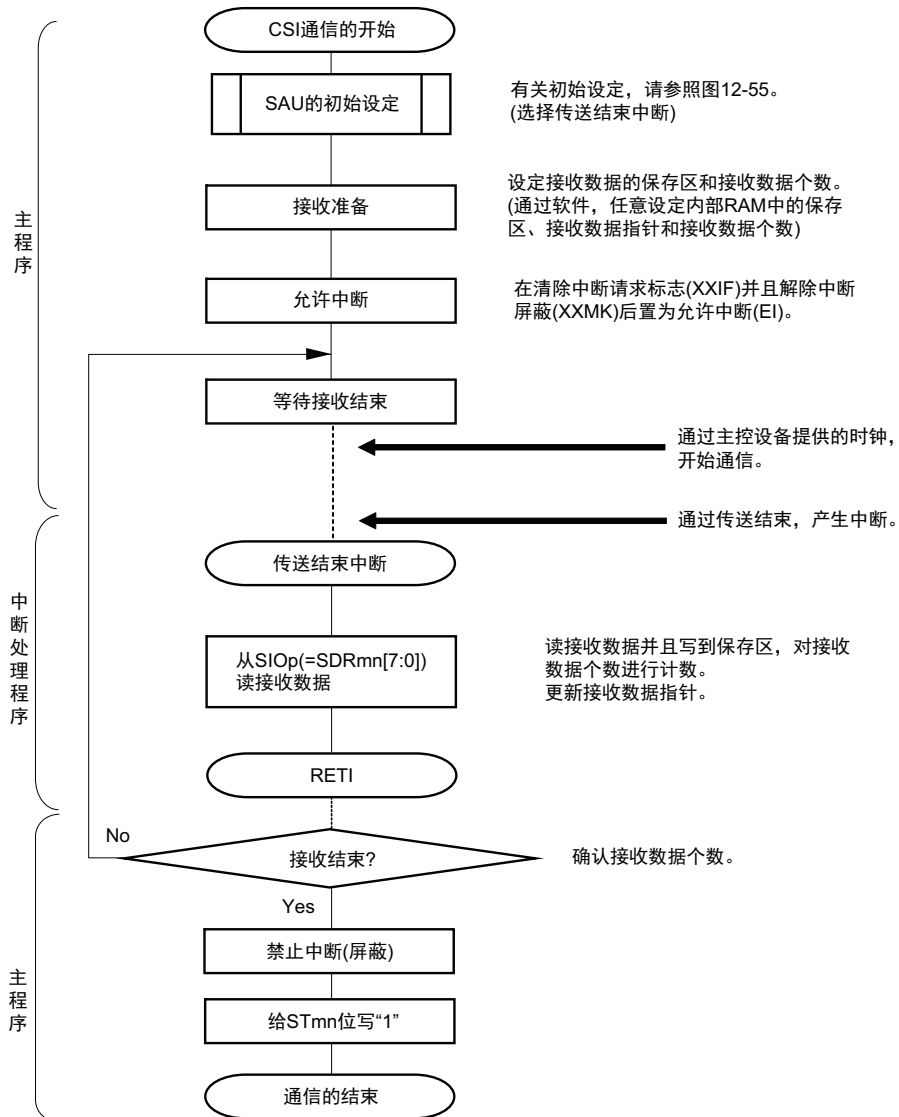 CSI通信的开始
SAU的初始设定
有关初始设定，请参照图12-55。
(选择传送结束中断)
接收准备
设定接收数据的保存区和接收数据个数。
(通过软件，任意设定内部RAM中的保存
区、接收数据指针和接收数据个数)
主程序
允许中断
在清除中断请求标志(XXIF)并且解除中断
屏蔽(XXMK)后置为允许中断(EI)。
等待接收结束
通过主控设备提供的时钟，
开始通信。
通过传送结束，产生中断。
传送结束中断
中断处理程序
从SIOp(=SDRmn[7:0])
读接收数据
读接收数据并且写到保存区，对接收
数据个数进行计数。
更新接收数据指针。
RETI
No
接收结束?
确认接收数据个数。
Yes
禁止中断(屏蔽)
主程序
给STmn位写“1”
通信的结束